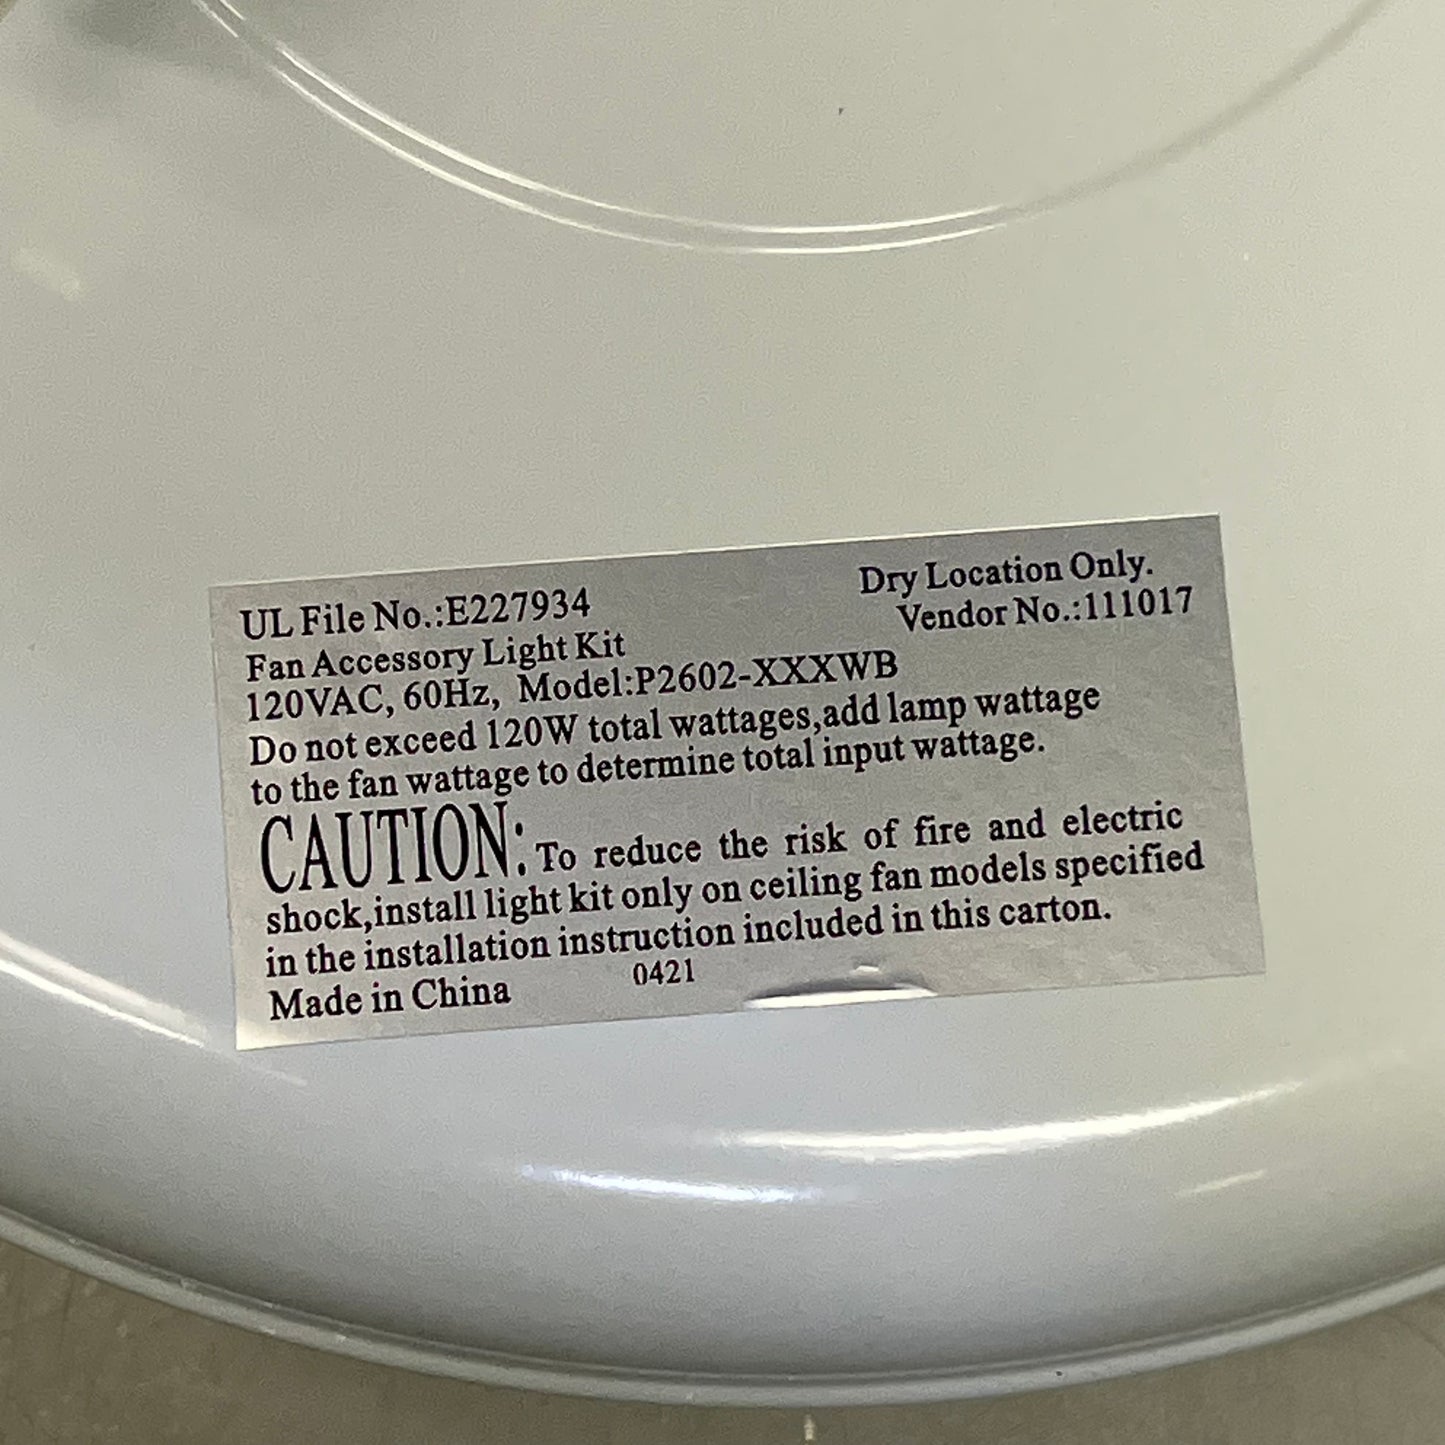 UL File No.:E227934
Dry Location Only.
Vendor No.:111017
Fan Accessory Light Kit
120VAC, 60Hz, Model:P2602-XXXWB
Do not exceed 120W total wattages,add lamp wattage
to the fan wattage to determine total input wattage.
CAUTION: To reduce the risk of fire and electric
shock,install light kit only on ceiling fan models specified
in the installation instruction included in this carton.
Made in China 0421